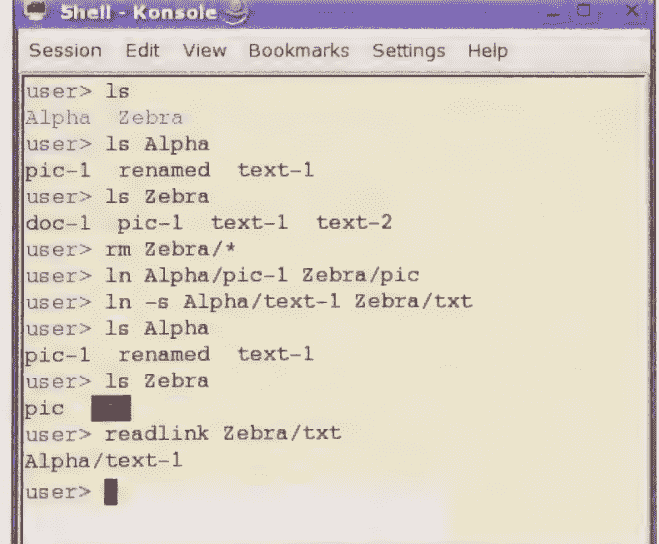 Shell - Konsole
Session Edit View Bookmarks Settings Help
user> ls
Alpha Zebra
user> ls Alpha
pic-1 renamed text-1
user> ls Zebra
doc-1 pic-1 text-1 text-2
user> rm Zebra/*
user> ln Alpha/pic-1 Zebra/pic
user> ln -s Alpha/text-1 Zebra/txt
user> ls Alpha
pic-1 renamed text-1
user> ls Zebra
pic
user> readlink Zebra/txt
Alpha/text-1
user>